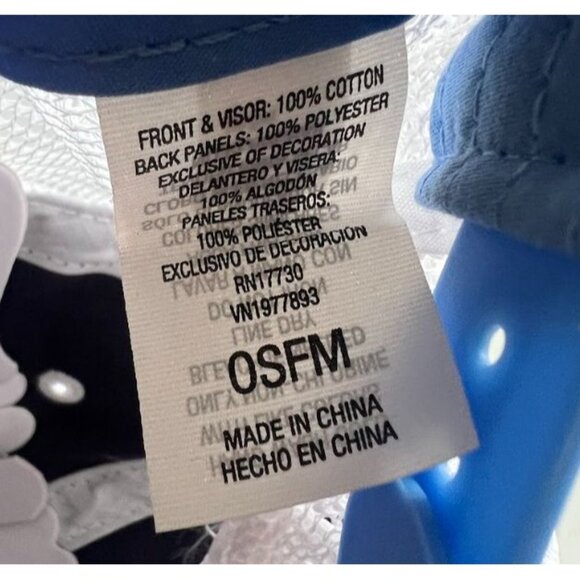 FRONT & VISOR: 100% COTTON
BACK PANELS: 100% POLYESTER
EXCLUSIVE OF DECORATION
DELANTERO Y VISERA:
100% ALGODÓN
PANELES TRASEROS:
100% POLIÉSTER
EXCLUSIVO DE DECORACION
RN17730
VN1977893
OSFM
MADE IN CHINA
HECHO EN CHINA